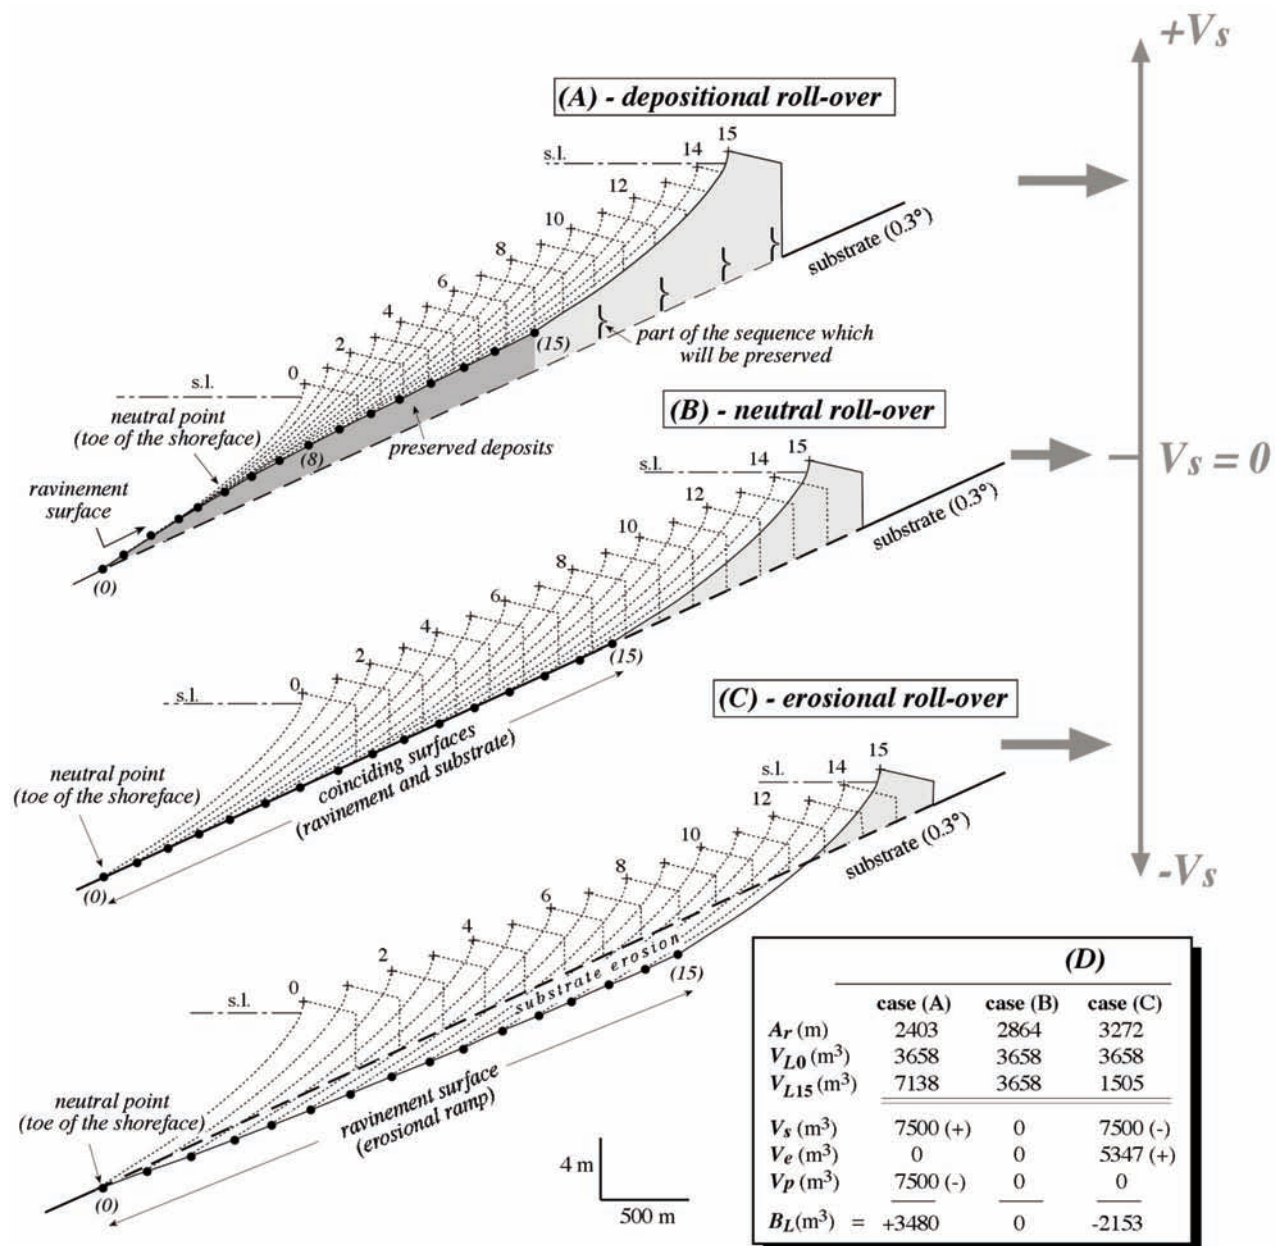 +Vs
(A) - depositional roll-over
15
s.l.
14
12
10
8
6
4
2
0
s.l.
substrate (0.3°)
}
}
}
}
part of the sequence which
will be preserved
(15)
neutral point
(toe of the shoreface)
preserved deposits
(8)
ravinement
surface
(0)
(B) - neutral roll-over
Vs = 0
15
s.l.
14
12
10
8
6
4
2
0
s.l.
substrate (0.3°)
(15)
coinciding surfaces
(ravinement and substrate)
neutral point
(toe of the shoreface)
(0)
(C) - erosional roll-over
15
s.l.
14
12
10
8
6
4
2
0
s.l.
substrate (0.3°)
-Vs
substrate erosion
(15)
ravinement surface
(erosional ramp)
neutral point
(toe of the shoreface)
(0)
4 m
500 m
(D)
case (A) case (B) case (C)
Ar (m) 2403 2864 3272
VL0 (m³) 3658 3658 3658
VL15 (m³) 7138 3658 1505
Vs (m³) 7500 (+) 0 7500 (-)
Ve (m³) 0 0 5347 (+)
Vp (m³) 7500 (-) 0 0
BL (m³) = +3480 0 -2153